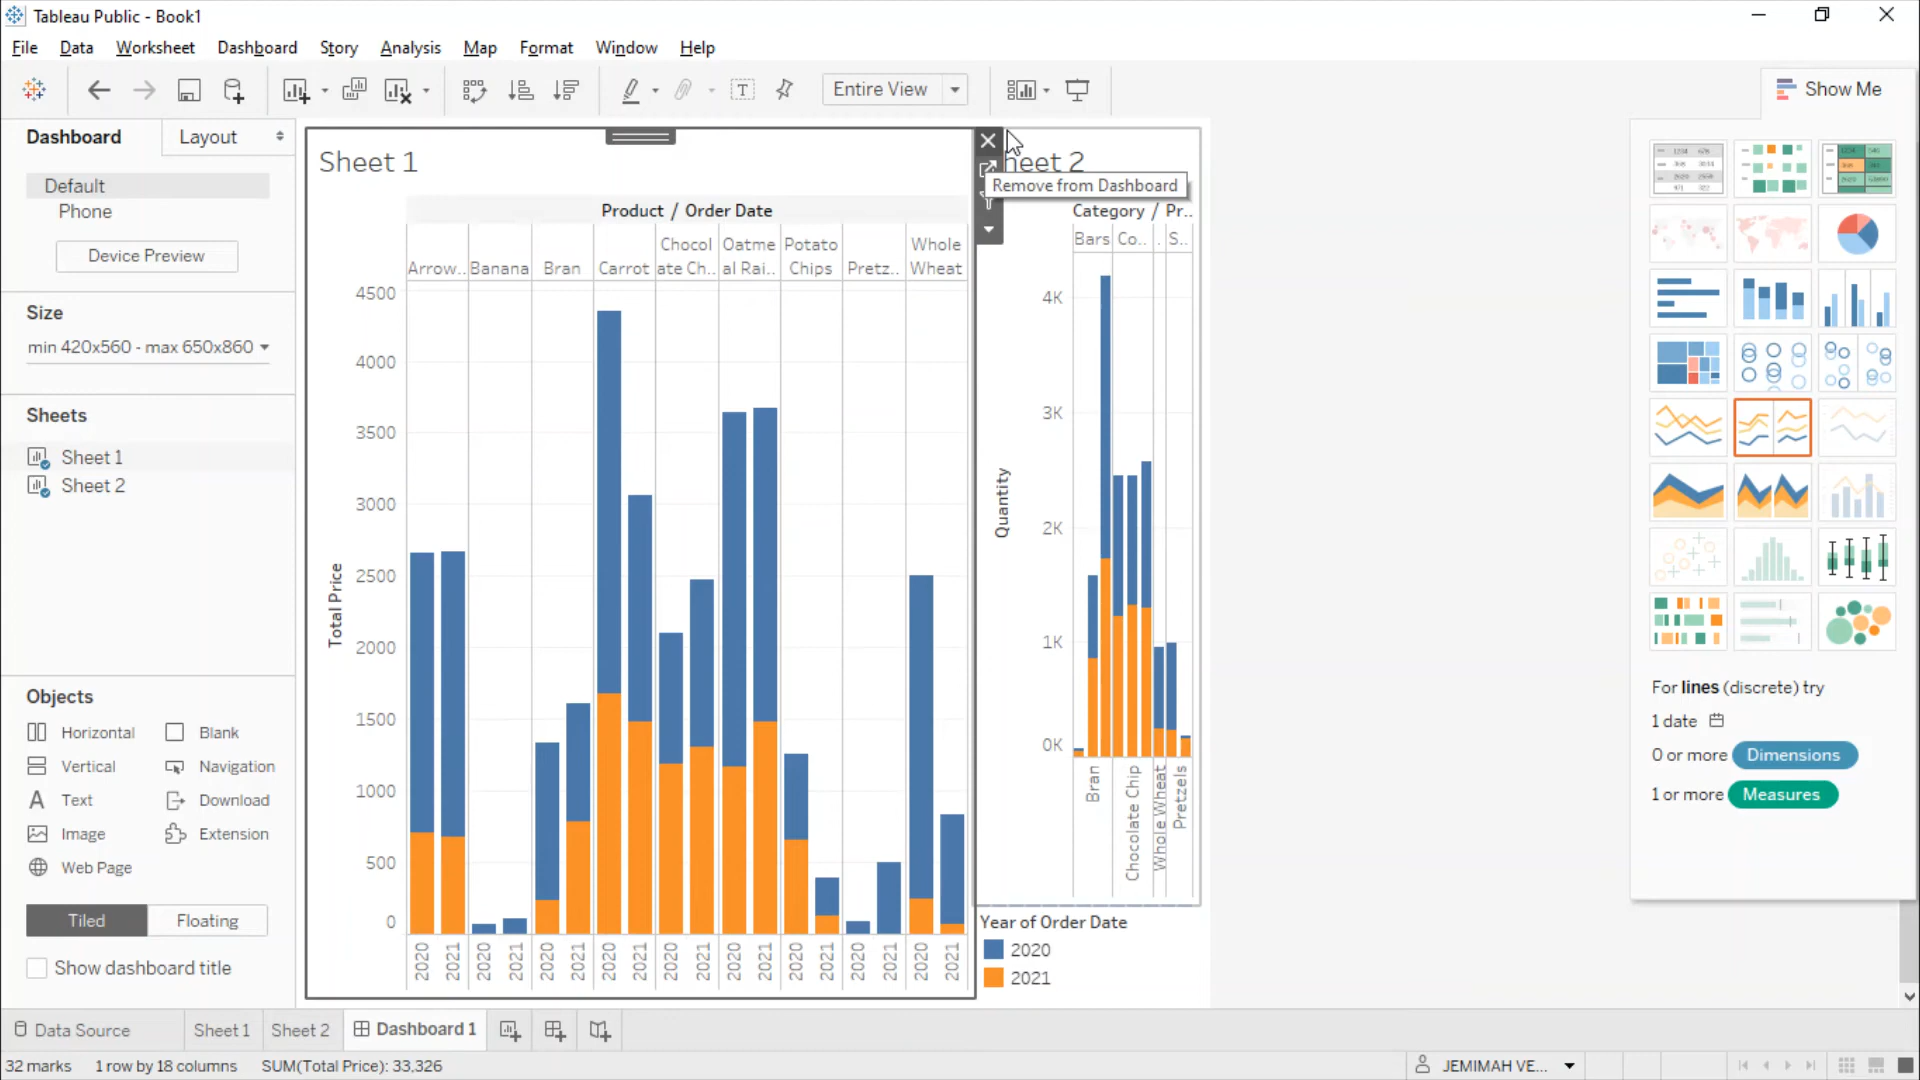 Tableau Public - Book1
File Data Worksheet Dashboard Story Analysis Map Format Window Help
Entire View
Show Me
Dashboard
Layout
Default
Phone
Device Preview
Size
min 420x560 - max 650x860
Sheets
Sheet 1
Sheet 2
Objects
Horizontal
Blank
Vertical
Navigation
Text
Download
Image
Extension
Web Page
Tiled
Floating
Show dashboard title
Sheet 1
Product / Order Date
Arrow..
Banana
Bran
Carrot
Chocol
ate Ch..
Oatme
al Rai..
Potato
Chips
Pretz..
Whole
Wheat
Total Price
4500
4000
3500
3000
2500
2000
1500
1000
500
0
2020 2021 2020 2021 2020 2021 2020 2021 2020 2021 2020 2021 2020 2021 2020 2021 2020 2021
heet 2
Remove from Dashboard
Category / Pr..
Bars Co.. . S..
Quantity
4K
3K
2K
1K
0K
Bran
Chocolate Chip
Whole Wheat
Pretzels
Year of Order Date
2020
2021
For lines (discrete) try
1 date
0 or more Dimensions
1 or more Measures
Data Source
Sheet 1
Sheet 2
Dashboard 1
32 marks 1 row by 18 columns SUM(Total Price): 33,326
JEMIMAH VE...